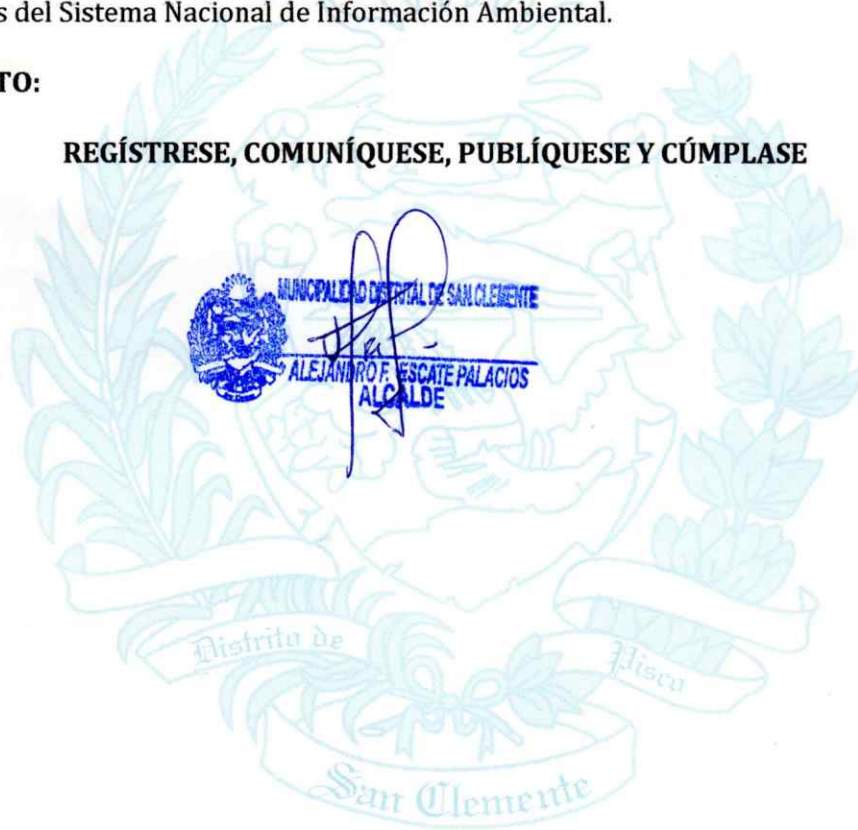 s del Sistema Nacional de Información Ambiental.
TO:
REGÍSTRESE, COMUNÍQUESE, PUBLÍQUESE Y CÚMPLASE
MUNICIPALIDAD DISTRITAL DE SAN CLEMENTE
ALEJANDRO F. ESCATE PALACIOS
ALCALDE
Distrito de
Pisco
San Clemente